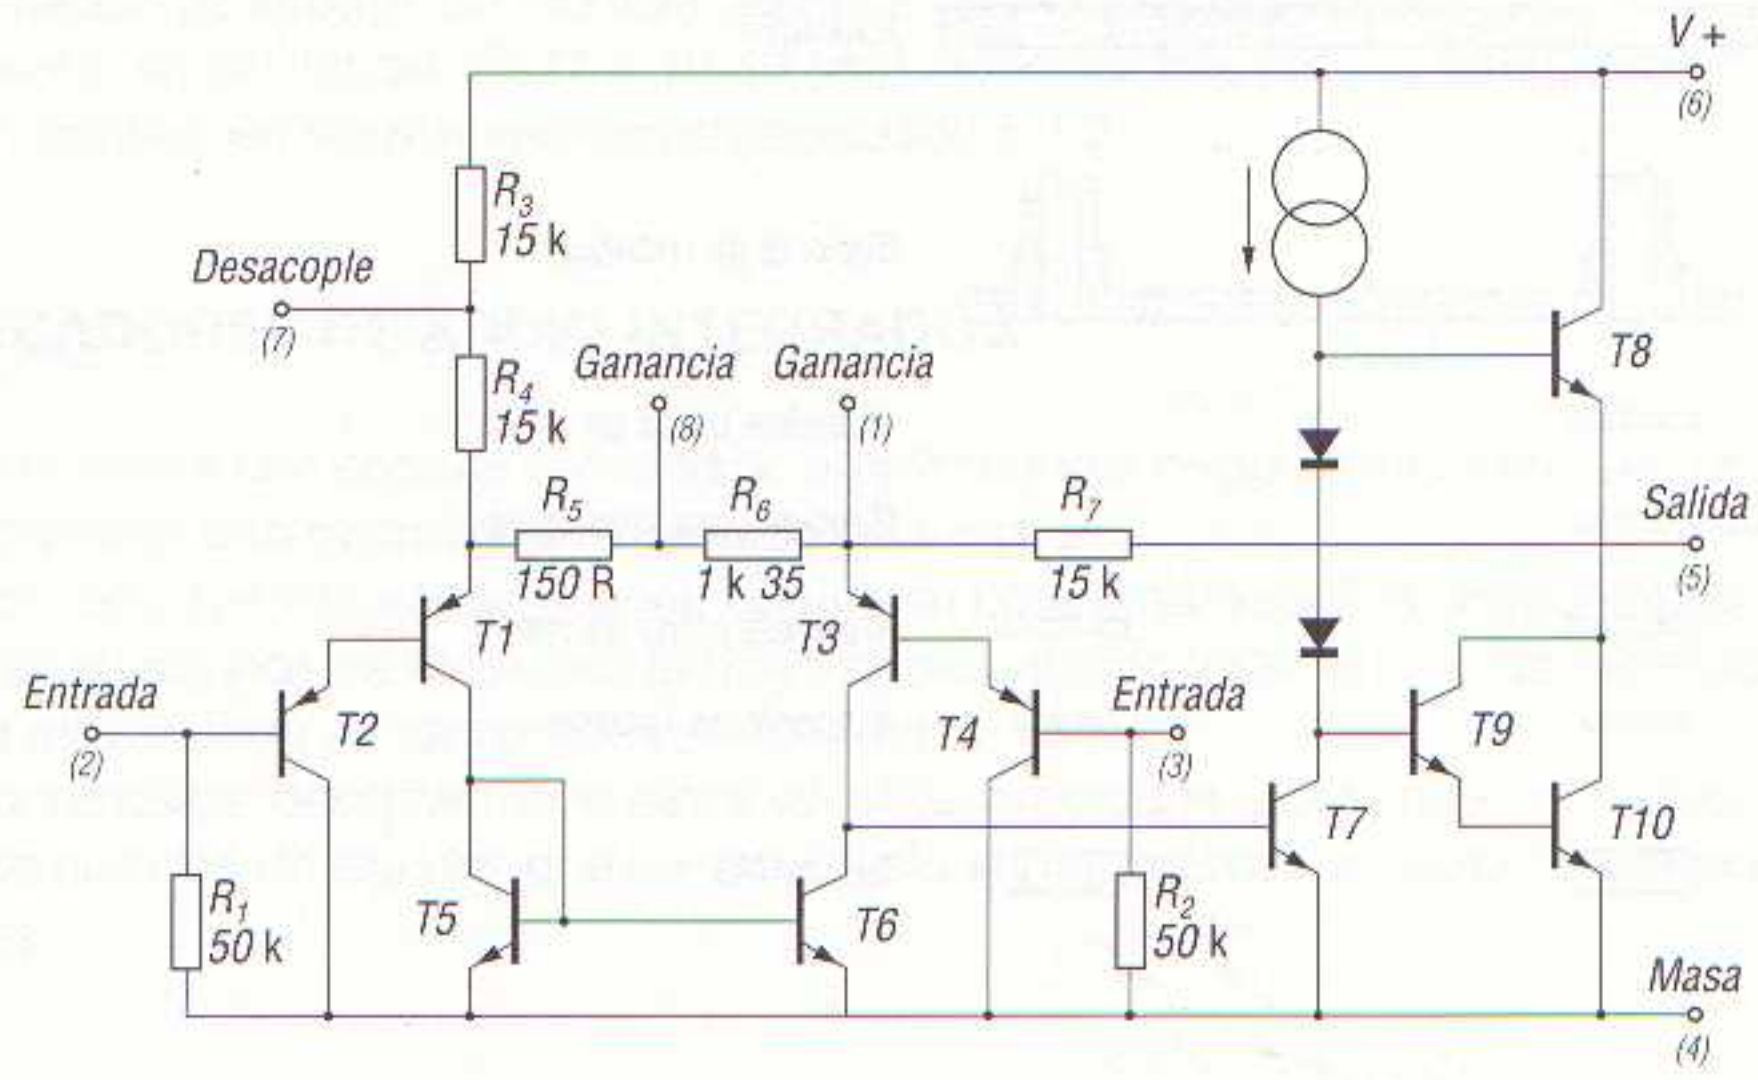 V +
(6)
R3
15 k
Desacople
(7)
R4
15 k
Ganancia
(8)
Ganancia
(1)
T8
R5
150 R
R6
1 k 35
R7
15 k
Salida
(5)
T1
T3
Entrada
(2)
T2
T4
Entrada
(3)
T9
T7
T10
R1
50 k
T5
T6
R2
50 k
Masa
(4)